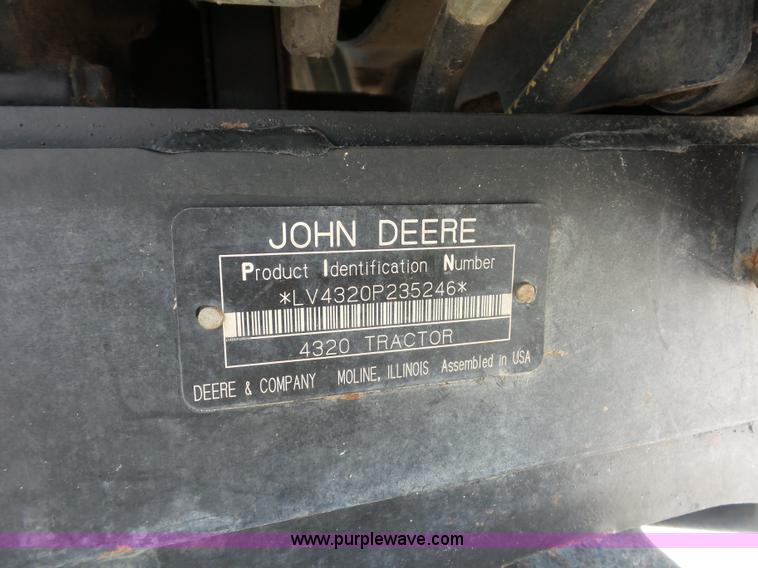 JOHN DEERE
Product Identification Number
*LV4320P235246*
4320 TRACTOR
DEERE & COMPANY MOLINE, ILLINOIS Assembled in USA
www.purplewave.com